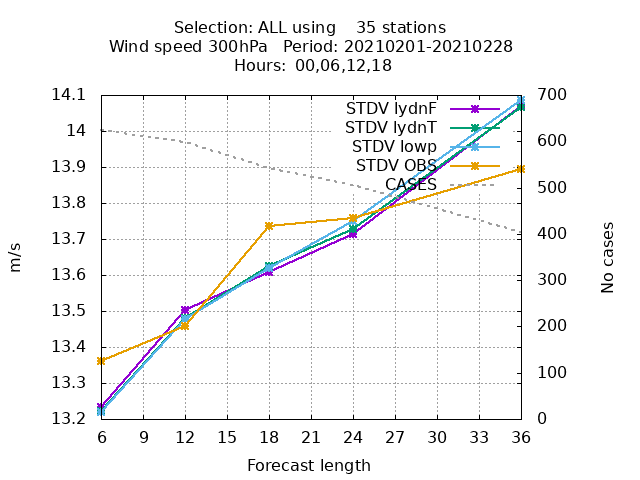 Selection: ALL using    35 stations
Wind speed 300hPa   Period: 20210201-20210228
Hours:  00,06,12,18
STDV lydnF
STDV lydnT
STDV lowp
STDV OBS
CASES
14.1
14
13.9
13.8
13.7
13.6
13.5
13.4
13.3
13.2
m/s
700
600
500
400
300
200
100
0
No cases
6 9 12 15 18 21 24 27 30 33 36
Forecast length